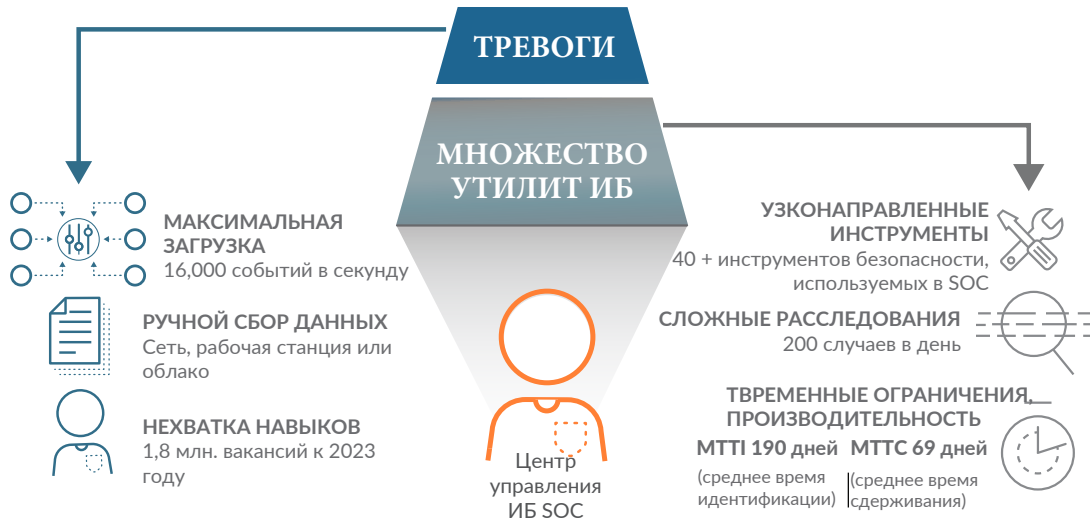 ТРЕВОГИ
МНОЖЕСТВО
УТИЛИТ ИБ
МАКСИМАЛЬНАЯ
ЗАГРУЗКА
16,000 событий в секунду
РУЧНОЙ СБОР ДАННЫХ
Сеть, рабочая станция или
облако
НЕХВАТКА НАВЫКОВ
1,8 млн. вакансий к 2023
году
Центр
управления
ИБ SOC
УЗКОНАПРАВЛЕННЫЕ
ИНСТРУМЕНТЫ
40 + инструментов безопасности,
используемых в SOC
СЛОЖНЫЕ РАССЛЕДОВАНИЯ
200 случаев в день
ТВРЕМЕННЫЕ ОГРАНИЧЕНИЯ,
ПРОИЗВОДИТЕЛЬНОСТЬ
MTTI 190 дней MTTC 69 дней
(среднее время
идентификации)
(среднее время
сдерживания)